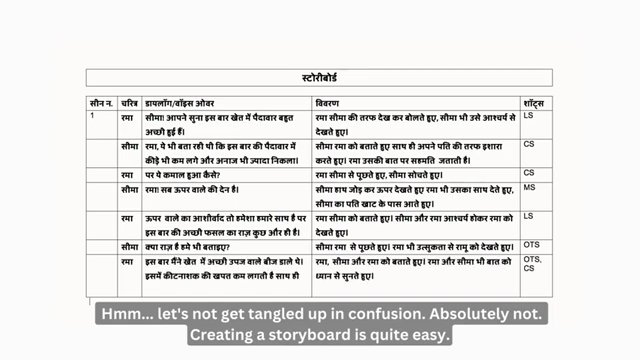 स्टोरीबोर्ड
सीन न. चरित्र डायलॉग/वॉइस ओवर विवरण शॉट्स
1 रमा सीमा! आपने सुना इस बार खेत में पैदावार बहुत रमा सीमा की तरफ देख कर बोलते हुए, सीमा भी उसे आश्चर्य से LS
अच्छी हुई हैं। देखते हुए।
सीमा रमा, ये भी बता रही थी कि इस बार की पैदावार में सीमा रमा को बताते हुए साथ ही अपने पति की तरफ इशारा CS
कीड़े भी कम लगे और अनाज भी ज्यादा निकला। करते हुए। रमा उसकी बात पर सहमति जताती है।
रमा पर ये कमाल हुआ कैसे? रमा सीमा से पूछते हुए, सीमा सोचते हुए। CS
सीमा रमा! सब ऊपर वाले की देन है। सीमा हाथ जोड़ कर ऊपर देखते हुए रमा भी उसका साथ देते हुए, MS
सीमा का पति खाट के पास आते हुए।
रमा ऊपर वाले का आशीर्वाद तो हमेशा हमारे साथ है पर सीमा रमा को बताते हुए। सीमा और रमा आश्चर्य होकर रमा को LS
इस बार की अच्छी फसल का राज़ कुछ और ही है। देखते हुए।
सीमा क्या राज़ है हमे भी बताइए? सीमा रमा से पूछते हुए। रमा भी उत्सुकता से रामू को देखते हुए। OTS
रमा इस बार मैंने खेत में अच्छी उपज वाले बीज डाले थे। रमा, सीमा और रमा को बताते हुए। रमा और सीमा भी बात को OTS,
इसमें कीटनाशक की खपत कम लगती है साथ ही ध्यान से सुनते हुए। CS
Hmm... let's not get tangled up in confusion. Absolutely not.
Creating a storyboard is quite easy.